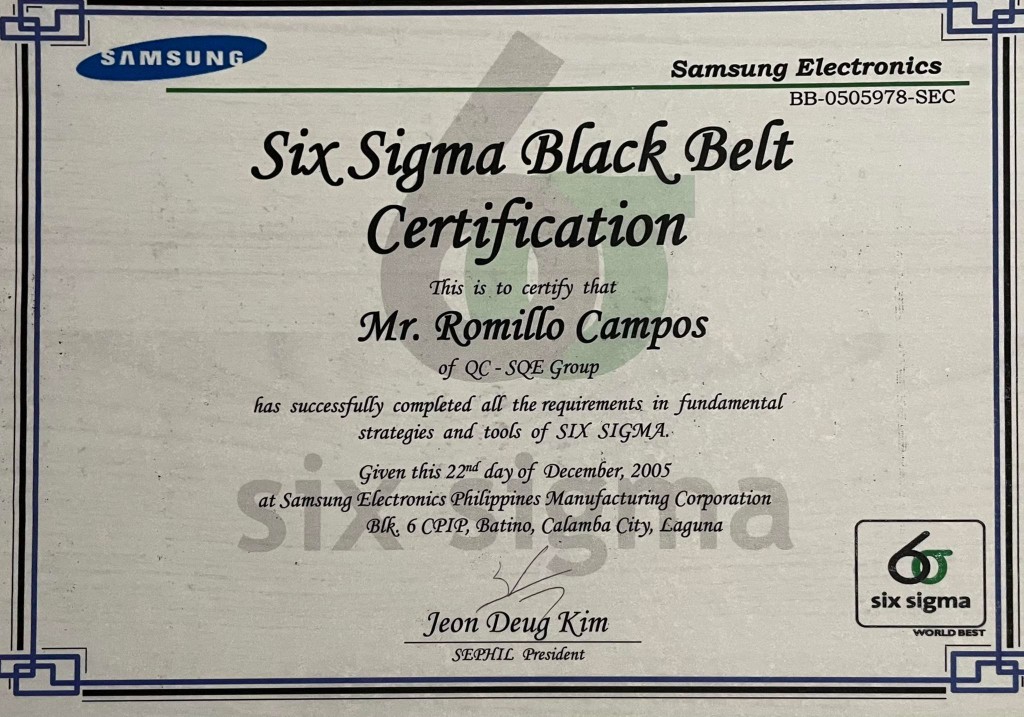 SAMSUNG
Samsung Electronics
BB-0505978-SEC
Six Sigma Black Belt
Certification
This is to certify that
Mr. Romillo Campos
of QC - SQE Group
has successfully completed all the requirements in fundamental
strategies and tools of SIX SIGMA.
Given this 22nd day of December, 2005
at Samsung Electronics Philippines Manufacturing Corporation
Blk. 6 CPIP, Batino, Calamba City, Laguna
six sigma
Jeon Deug Kim
SEPHIL President
6σ
six sigma
WORLD BEST